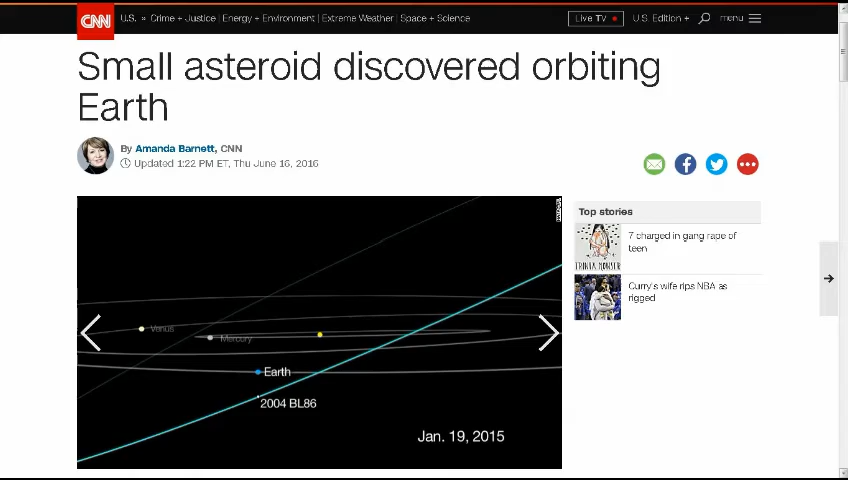 CNN U.S. » Crime + Justice | Energy + Environment | Extreme Weather | Space + Science Live TV U.S. Edition + menu
Small asteroid discovered orbiting
Earth
By Amanda Barnett, CNN
Updated 1:22 PM ET, Thu June 16, 2016
Top stories
7 charged in gang rape of
teen
Curry's wife rips NBA as
rigged
Venus
Mercury
Earth
2004 BL86
Jan. 19, 2015